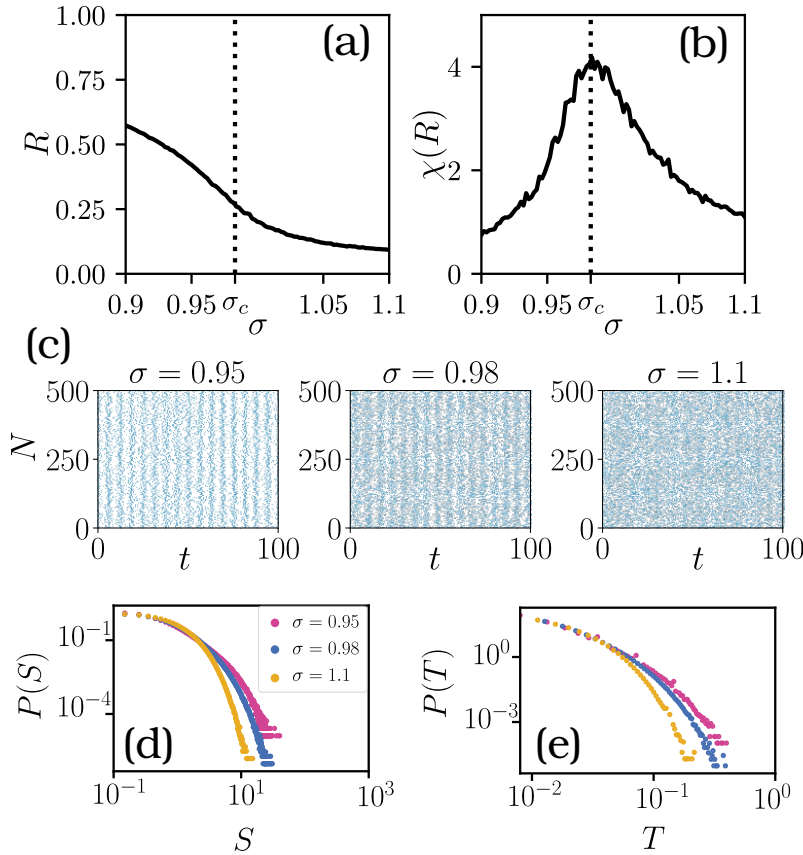 (a)
R
1.00
0.75
0.50
0.25
0.00
0.9 0.95 σc 1.05 1.1
σ
(b)
χ(R)
4
2
0
0.9 0.95 σc 1.05 1.1
σ
(c)
σ = 0.95
σ = 0.98
σ = 1.1
N
500
250
0
0 100
t
500
250
0
0 100
t
500
250
0
0 100
t
(d)
P(S)
10⁻¹
10⁻⁴
10⁻¹ 10¹ 10³
S
σ = 0.95
σ = 0.98
σ = 1.1
(e)
P(T)
10⁰
10⁻³
10⁻² 10⁻¹ 10⁰
T